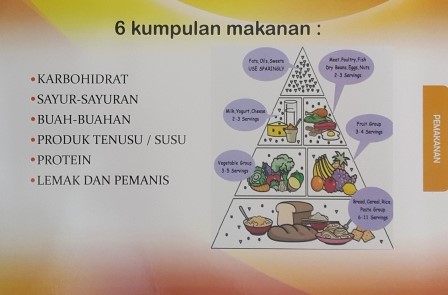 6 kumpulan makanan :
•KARBOHIDRAT
•SAYUR-SAYURAN
•BUAH-BUAHAN
•PRODUK TENUSU / SUSU
•PROTEIN
•LEMAK DAN PEMANIS
Fats, Oils, Sweets
USE SPARINGLY
Meat, Poultry, Fish
Dry Beans, Eggs, Nuts
2-3 Servings
Milk, Yogurt, Cheese
2-3 Servings
Fruit Group
2-4 Servings
Vegetable Group
3-5 Servings
Bread, Cereal, Rice,
Pasta Group
6-11 Servings
PEMAKANAN